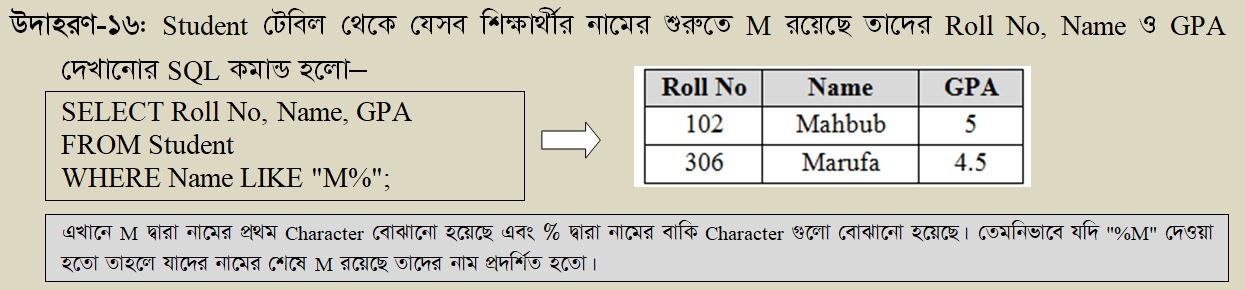 উদাহরণ-১৬: Student টেবিল থেকে যেসব শিক্ষার্থীর নামের শুরুতে M রয়েছে তাদের Roll No, Name ও GPA
দেখানোর SQL কমান্ড হলো–
SELECT Roll No, Name, GPA
FROM Student
WHERE Name LIKE "M%";
Roll No Name GPA
102 Mahbub 5
306 Marufa 4.5
এখানে M দ্বারা নামের প্রথম Character বোঝানো হয়েছে এবং % দ্বারা নামের বাকি Character গুলো বোঝানো হয়েছে। তেমনিভাবে যদি "%M" দেওয়া
হতো তাহলে যাদের নামের শেষে M রয়েছে তাদের নাম প্রদর্শিত হতো।